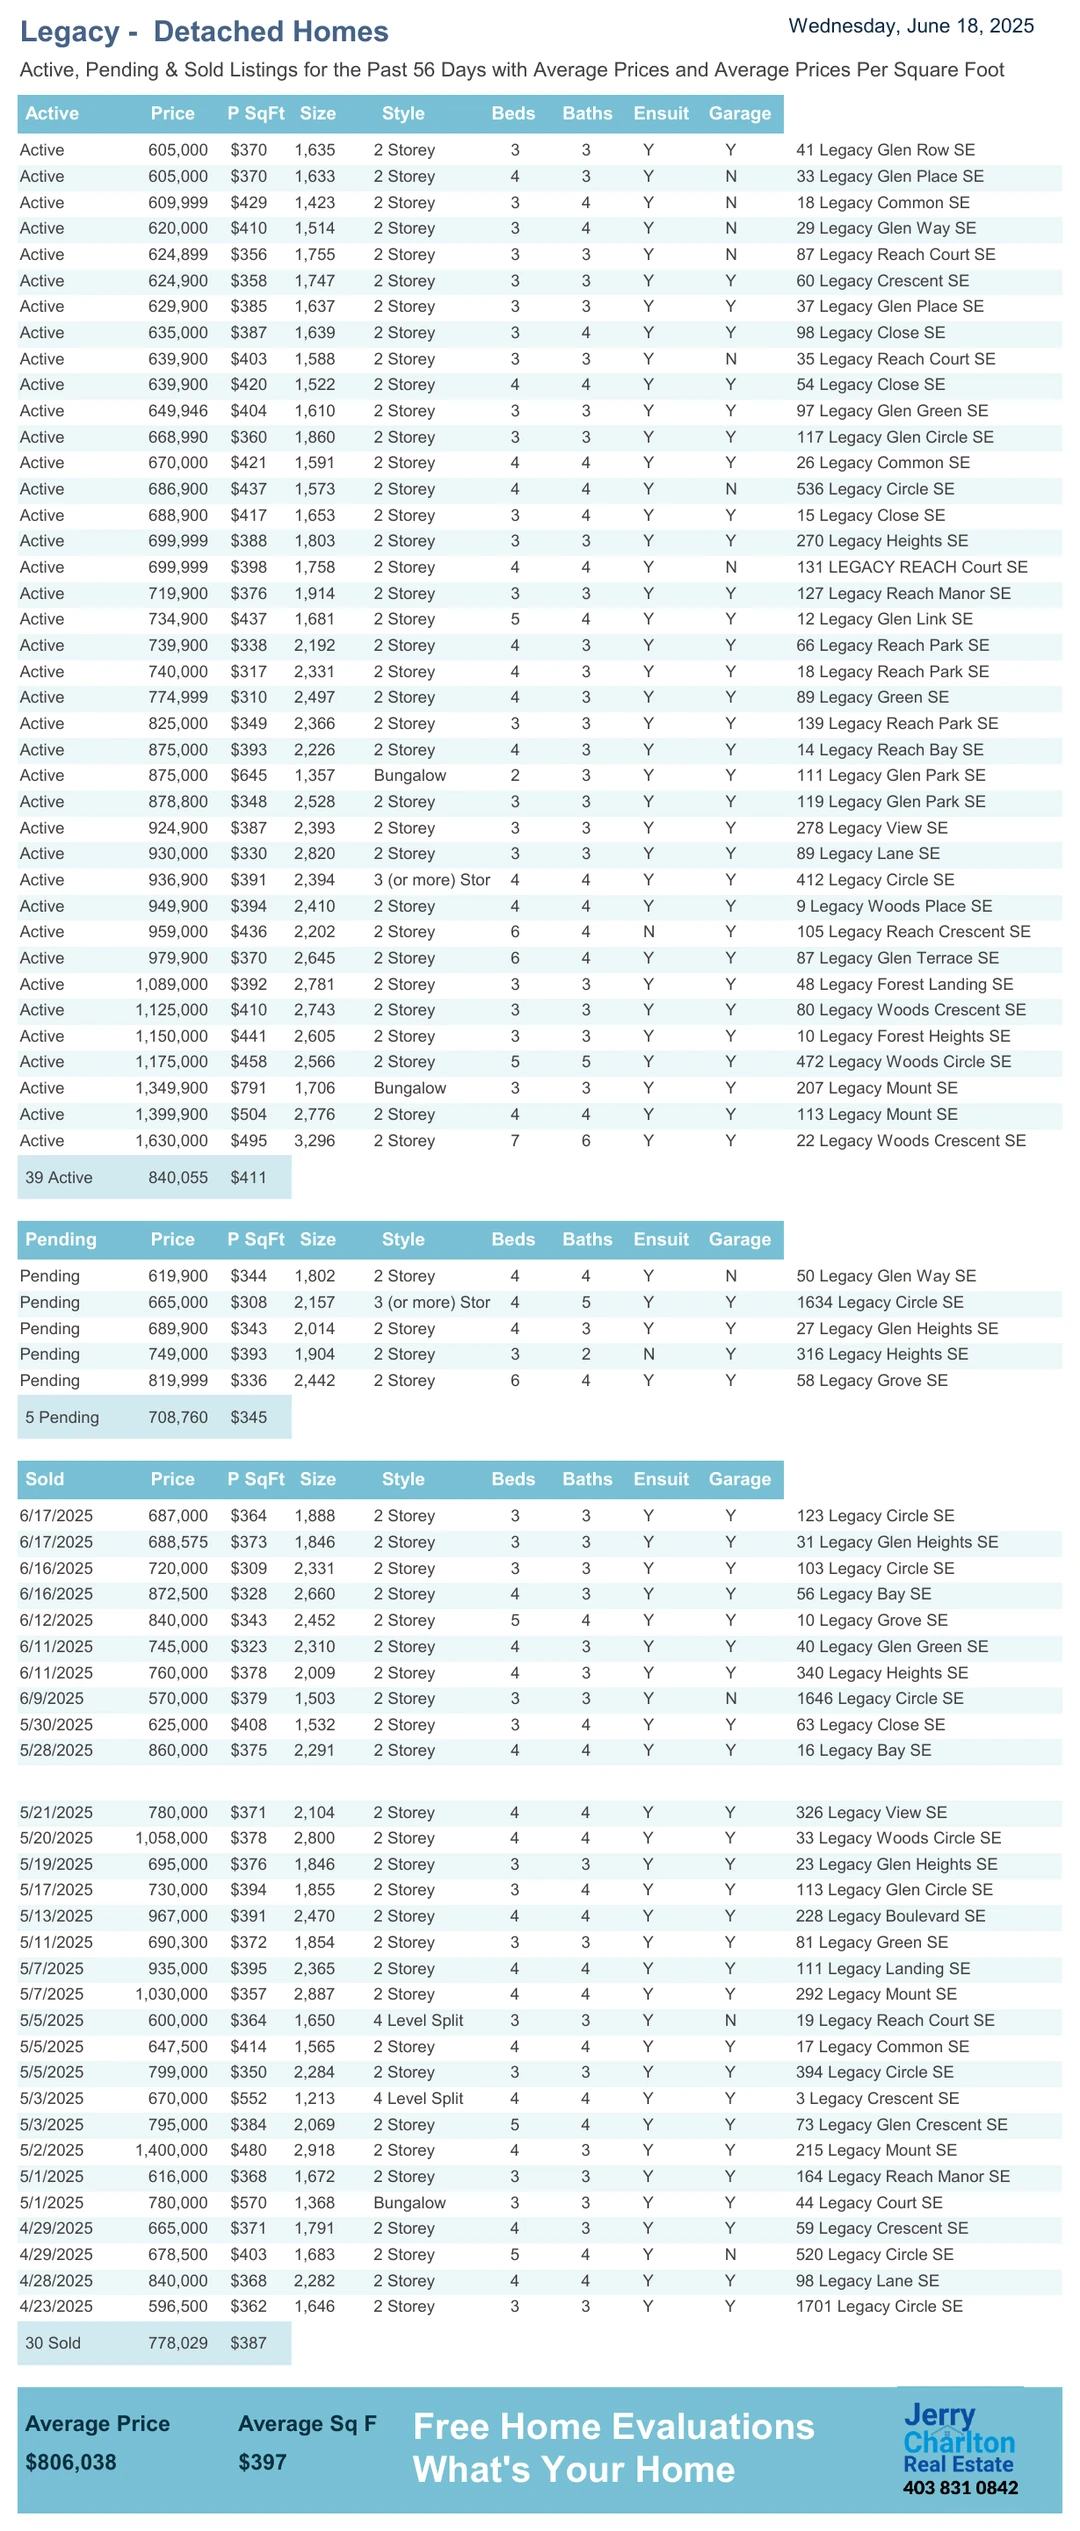 Legacy - Detached Homes
Wednesday, June 18, 2025
Active, Pending & Sold Listings for the Past 56 Days with Average Prices and Average Prices Per Square Foot
Active Price P SqFt Size Style Beds Baths Ensuit Garage
Active 605,000 $370 1,635 2 Storey 3 3 Y Y 41 Legacy Glen Row SE
Active 605,000 $370 1,633 2 Storey 4 3 Y N 33 Legacy Glen Place SE
Active 609,999 $429 1,423 2 Storey 3 4 Y N 18 Legacy Common SE
Active 620,000 $410 1,514 2 Storey 3 4 Y N 29 Legacy Glen Way SE
Active 624,899 $356 1,755 2 Storey 3 3 Y N 87 Legacy Reach Court SE
Active 624,900 $358 1,747 2 Storey 3 3 Y Y 60 Legacy Crescent SE
Active 629,900 $385 1,637 2 Storey 3 3 Y Y 37 Legacy Glen Place SE
Active 635,000 $387 1,639 2 Storey 3 4 Y Y 98 Legacy Close SE
Active 639,900 $403 1,588 2 Storey 3 3 Y N 35 Legacy Reach Court SE
Active 639,900 $420 1,522 2 Storey 4 4 Y Y 54 Legacy Close SE
Active 649,946 $404 1,610 2 Storey 3 3 Y Y 97 Legacy Glen Green SE
Active 668,990 $360 1,860 2 Storey 3 3 Y Y 117 Legacy Glen Circle SE
Active 670,000 $421 1,591 2 Storey 4 4 Y Y 26 Legacy Common SE
Active 686,900 $437 1,573 2 Storey 4 4 Y N 536 Legacy Circle SE
Active 688,900 $417 1,653 2 Storey 3 4 Y Y 15 Legacy Close SE
Active 699,999 $388 1,803 2 Storey 3 3 Y Y 270 Legacy Heights SE
Active 699,999 $398 1,758 2 Storey 4 4 Y N 131 LEGACY REACH Court SE
Active 719,900 $376 1,914 2 Storey 3 3 Y Y 127 Legacy Reach Manor SE
Active 734,900 $437 1,681 2 Storey 5 4 Y Y 12 Legacy Glen Link SE
Active 739,900 $338 2,192 2 Storey 4 3 Y Y 66 Legacy Reach Park SE
Active 740,000 $317 2,331 2 Storey 4 3 Y Y 18 Legacy Reach Park SE
Active 774,999 $310 2,497 2 Storey 4 3 Y Y 89 Legacy Green SE
Active 825,000 $349 2,366 2 Storey 3 3 Y Y 139 Legacy Reach Park SE
Active 875,000 $393 2,226 2 Storey 4 3 Y Y 14 Legacy Reach Bay SE
Active 875,000 $645 1,357 Bungalow 2 3 Y Y 111 Legacy Glen Park SE
Active 878,800 $348 2,528 2 Storey 3 3 Y Y 119 Legacy Glen Park SE
Active 924,900 $387 2,393 2 Storey 3 3 Y Y 278 Legacy View SE
Active 930,000 $330 2,820 2 Storey 3 3 Y Y 89 Legacy Lane SE
Active 936,900 $391 2,394 3 (or more) Stor 4 4 Y Y 412 Legacy Circle SE
Active 949,900 $394 2,410 2 Storey 4 4 Y Y 9 Legacy Woods Place SE
Active 959,000 $436 2,202 2 Storey 6 4 N Y 105 Legacy Reach Crescent SE
Active 979,900 $370 2,645 2 Storey 6 4 Y Y 87 Legacy Glen Terrace SE
Active 1,089,000 $392 2,781 2 Storey 3 3 Y Y 48 Legacy Forest Landing SE
Active 1,125,000 $410 2,743 2 Storey 3 3 Y Y 80 Legacy Woods Crescent SE
Active 1,150,000 $441 2,605 2 Storey 3 3 Y Y 10 Legacy Forest Heights SE
Active 1,175,000 $458 2,566 2 Storey 5 5 Y Y 472 Legacy Woods Circle SE
Active 1,349,900 $791 1,706 Bungalow 3 3 Y Y 207 Legacy Mount SE
Active 1,399,900 $504 2,776 2 Storey 4 4 Y Y 113 Legacy Mount SE
Active 1,630,000 $495 3,296 2 Storey 7 6 Y Y 22 Legacy Woods Crescent SE
39 Active 840,055 $411
Pending Price P SqFt Size Style Beds Baths Ensuit Garage
Pending 619,900 $344 1,802 2 Storey 4 4 Y N 50 Legacy Glen Way SE
Pending 665,000 $308 2,157 3 (or more) Stor 4 5 Y Y 1634 Legacy Circle SE
Pending 689,900 $343 2,014 2 Storey 4 3 Y Y 27 Legacy Glen Heights SE
Pending 749,000 $393 1,904 2 Storey 3 2 N Y 316 Legacy Heights SE
Pending 819,999 $336 2,442 2 Storey 6 4 Y Y 58 Legacy Grove SE
5 Pending 708,760 $345
Sold Price P SqFt Size Style Beds Baths Ensuit Garage
6/17/2025 687,000 $364 1,888 2 Storey 3 3 Y Y 123 Legacy Circle SE
6/17/2025 688,575 $373 1,846 2 Storey 3 3 Y Y 31 Legacy Glen Heights SE
6/16/2025 720,000 $309 2,331 2 Storey 3 3 Y Y 103 Legacy Circle SE
6/16/2025 872,500 $328 2,660 2 Storey 4 3 Y Y 56 Legacy Bay SE
6/12/2025 840,000 $343 2,452 2 Storey 5 4 Y Y 10 Legacy Grove SE
6/11/2025 745,000 $323 2,310 2 Storey 4 3 Y Y 40 Legacy Glen Green SE
6/11/2025 760,000 $378 2,009 2 Storey 4 3 Y Y 340 Legacy Heights SE
6/9/2025 570,000 $379 1,503 2 Storey 3 3 Y N 1646 Legacy Circle SE
5/30/2025 625,000 $408 1,532 2 Storey 3 4 Y Y 63 Legacy Close SE
5/28/2025 860,000 $375 2,291 2 Storey 4 4 Y Y 16 Legacy Bay SE
5/21/2025 780,000 $371 2,104 2 Storey 4 4 Y Y 326 Legacy View SE
5/20/2025 1,058,000 $378 2,800 2 Storey 4 4 Y Y 33 Legacy Woods Circle SE
5/19/2025 695,000 $376 1,846 2 Storey 3 3 Y Y 23 Legacy Glen Heights SE
5/17/2025 730,000 $394 1,855 2 Storey 3 4 Y Y 113 Legacy Glen Circle SE
5/13/2025 967,000 $391 2,470 2 Storey 4 4 Y Y 228 Legacy Boulevard SE
5/11/2025 690,300 $372 1,854 2 Storey 3 3 Y Y 81 Legacy Green SE
5/7/2025 935,000 $395 2,365 2 Storey 4 4 Y Y 111 Legacy Landing SE
5/7/2025 1,030,000 $357 2,887 2 Storey 4 4 Y Y 292 Legacy Mount SE
5/5/2025 600,000 $364 1,650 4 Level Split 3 3 Y N 19 Legacy Reach Court SE
5/5/2025 647,500 $414 1,565 2 Storey 4 4 Y Y 17 Legacy Common SE
5/5/2025 799,000 $350 2,284 2 Storey 3 3 Y Y 394 Legacy Circle SE
5/3/2025 670,000 $552 1,213 4 Level Split 4 4 Y Y 3 Legacy Crescent SE
5/3/2025 795,000 $384 2,069 2 Storey 5 4 Y Y 73 Legacy Glen Crescent SE
5/2/2025 1,400,000 $480 2,918 2 Storey 4 3 Y Y 215 Legacy Mount SE
5/1/2025 616,000 $368 1,672 2 Storey 3 3 Y Y 164 Legacy Reach Manor SE
5/1/2025 780,000 $570 1,368 Bungalow 3 3 Y Y 44 Legacy Court SE
4/29/2025 665,000 $371 1,791 2 Storey 4 3 Y Y 59 Legacy Crescent SE
4/29/2025 678,500 $403 1,683 2 Storey 5 4 Y N 520 Legacy Circle SE
4/28/2025 840,000 $368 2,282 2 Storey 4 4 Y Y 98 Legacy Lane SE
4/23/2025 596,500 $362 1,646 2 Storey 3 3 Y Y 1701 Legacy Circle SE
30 Sold 778,029 $387
Average Price Average Sq F
$806,038 $397
Free Home Evaluations
What's Your Home
Jerry
Charlton
Real Estate
403 831 0842